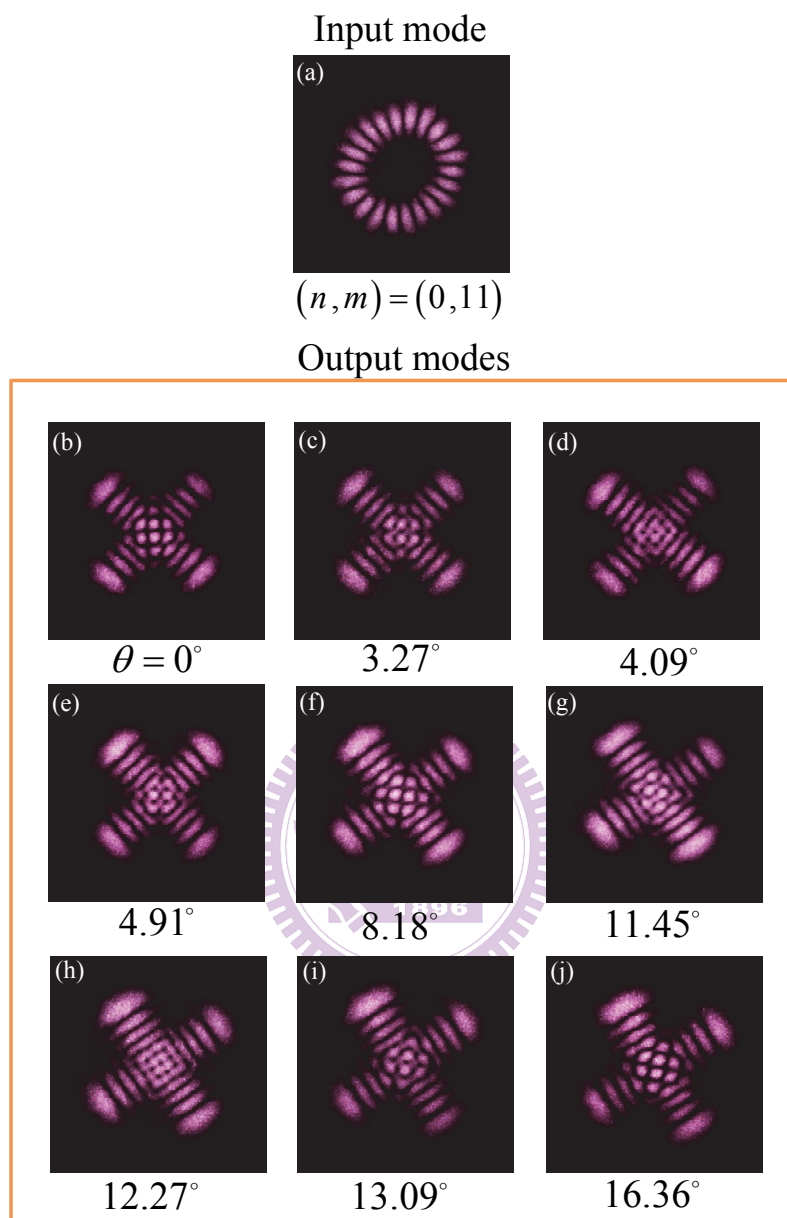 Input mode
(a)
(n,m)=(0,11)
Output modes
(b) (c) (d)
θ = 0° 3.27° 4.09°
(e) (f) (g)
1896
4.91° 8.18° 11.45°
(h) (i) (j)
12.27° 13.09° 16.36°